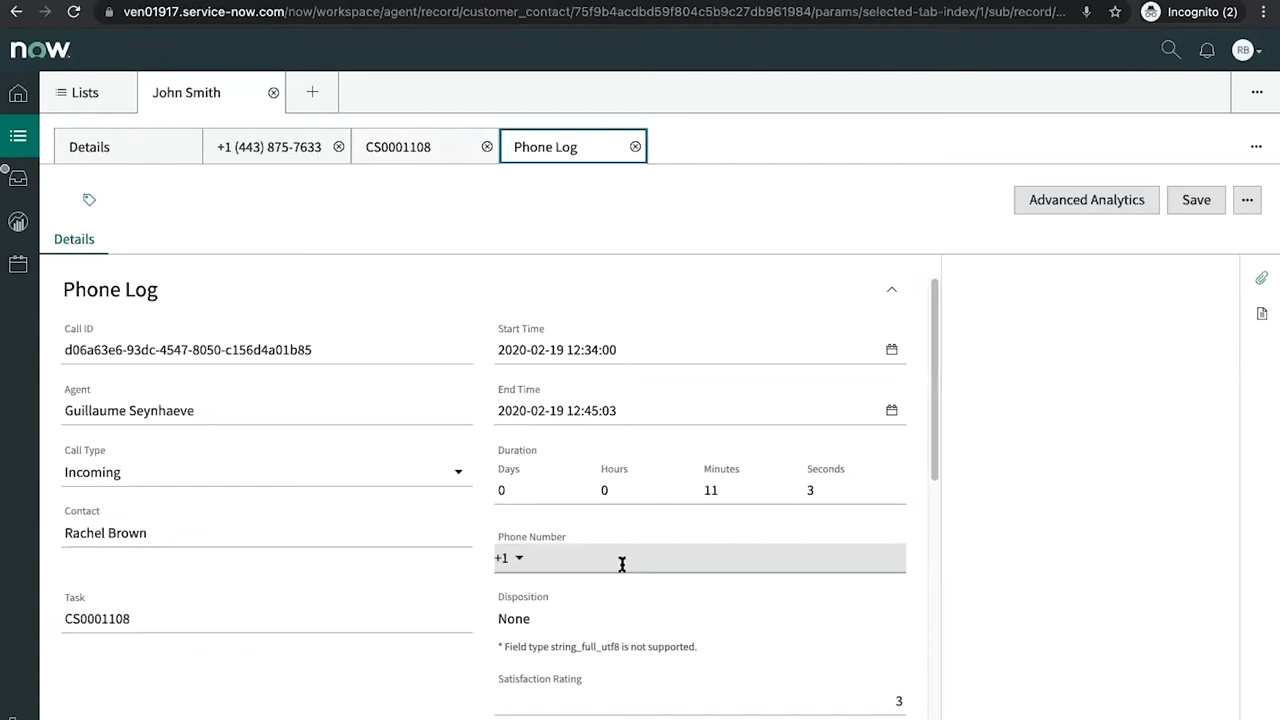 ven01917.service-now.com/now/workspace/agent/record/customer_contact/75f9b4acdbd59f804c5b9c27db961984/params/selected-tab-index/1/sub/record/...
Incognito (2)
now
RB
Lists
John Smith
Details
+1 (443) 875-7633
CS0001108
Phone Log
Advanced Analytics
Save
Details
Phone Log
Call ID
d06a63e6-93dc-4547-8050-c156d4a01b85
Start Time
2020-02-19 12:34:00
Agent
Guillaume Seynhaeve
End Time
2020-02-19 12:45:03
Call Type
Incoming
Duration
Days Hours Minutes Seconds
0 0 11 3
Contact
Rachel Brown
Phone Number
+1
Task
CS0001108
Disposition
None
* Field type string_full_utf8 is not supported.
Satisfaction Rating
3